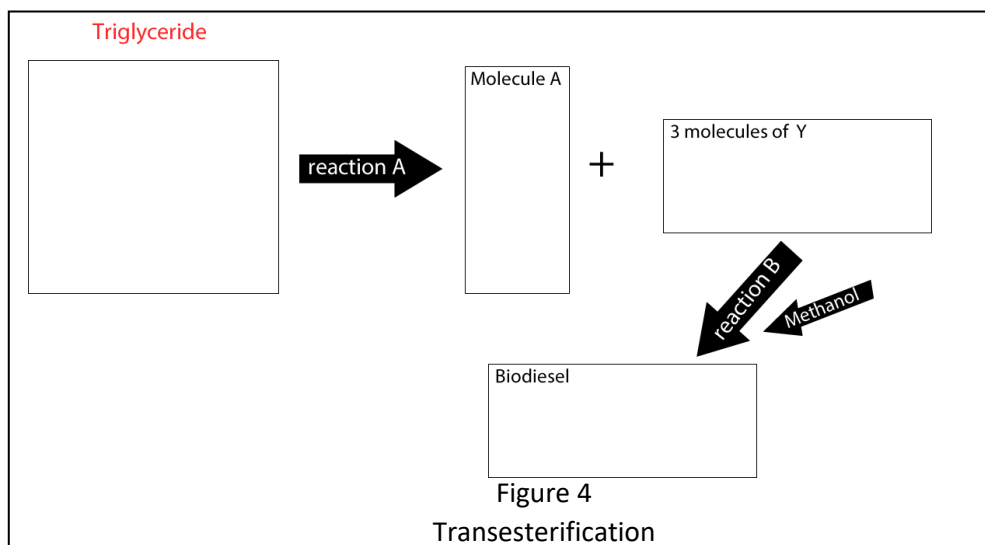 Triglyceride
Molecule A
reaction A
+
3 molecules of Y
reaction B
Methanol
Biodiesel
Figure 4
Transesterification